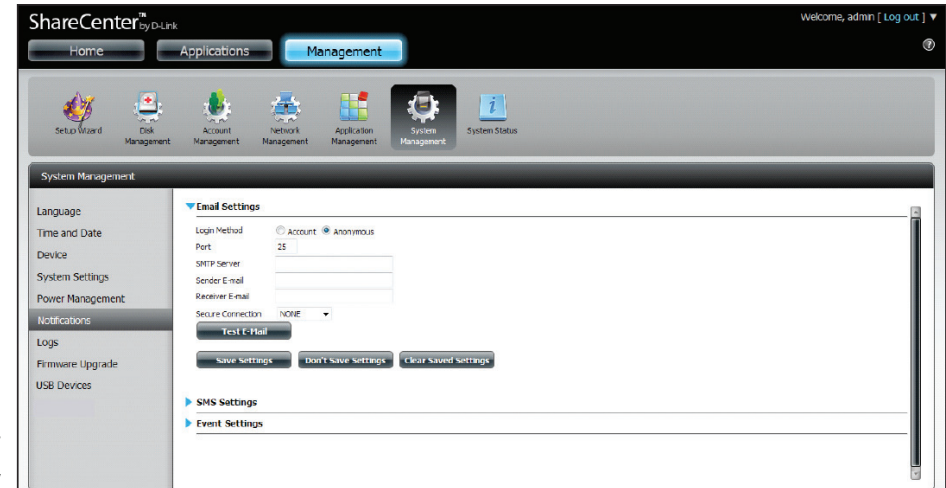 ShareCenter™ by D-Link
Welcome, admin [ Log out ] ▼
Home Applications Management
?
Setup Wizard
Disk Management
Account Management
Network Management
Application Management
System Management
System Status
System Management
Language
Time and Date
Device
System Settings
Power Management
Notifications
Logs
Firmware Upgrade
USB Devices
Email Settings
Login Method Account Anonymous
Port 25
SMTP Server
Sender E-mail
Receiver E-mail
Secure Connection NONE
Test E-Mail
Save Settings Don't Save Settings Clear Saved Settings
SMS Settings
Event Settings